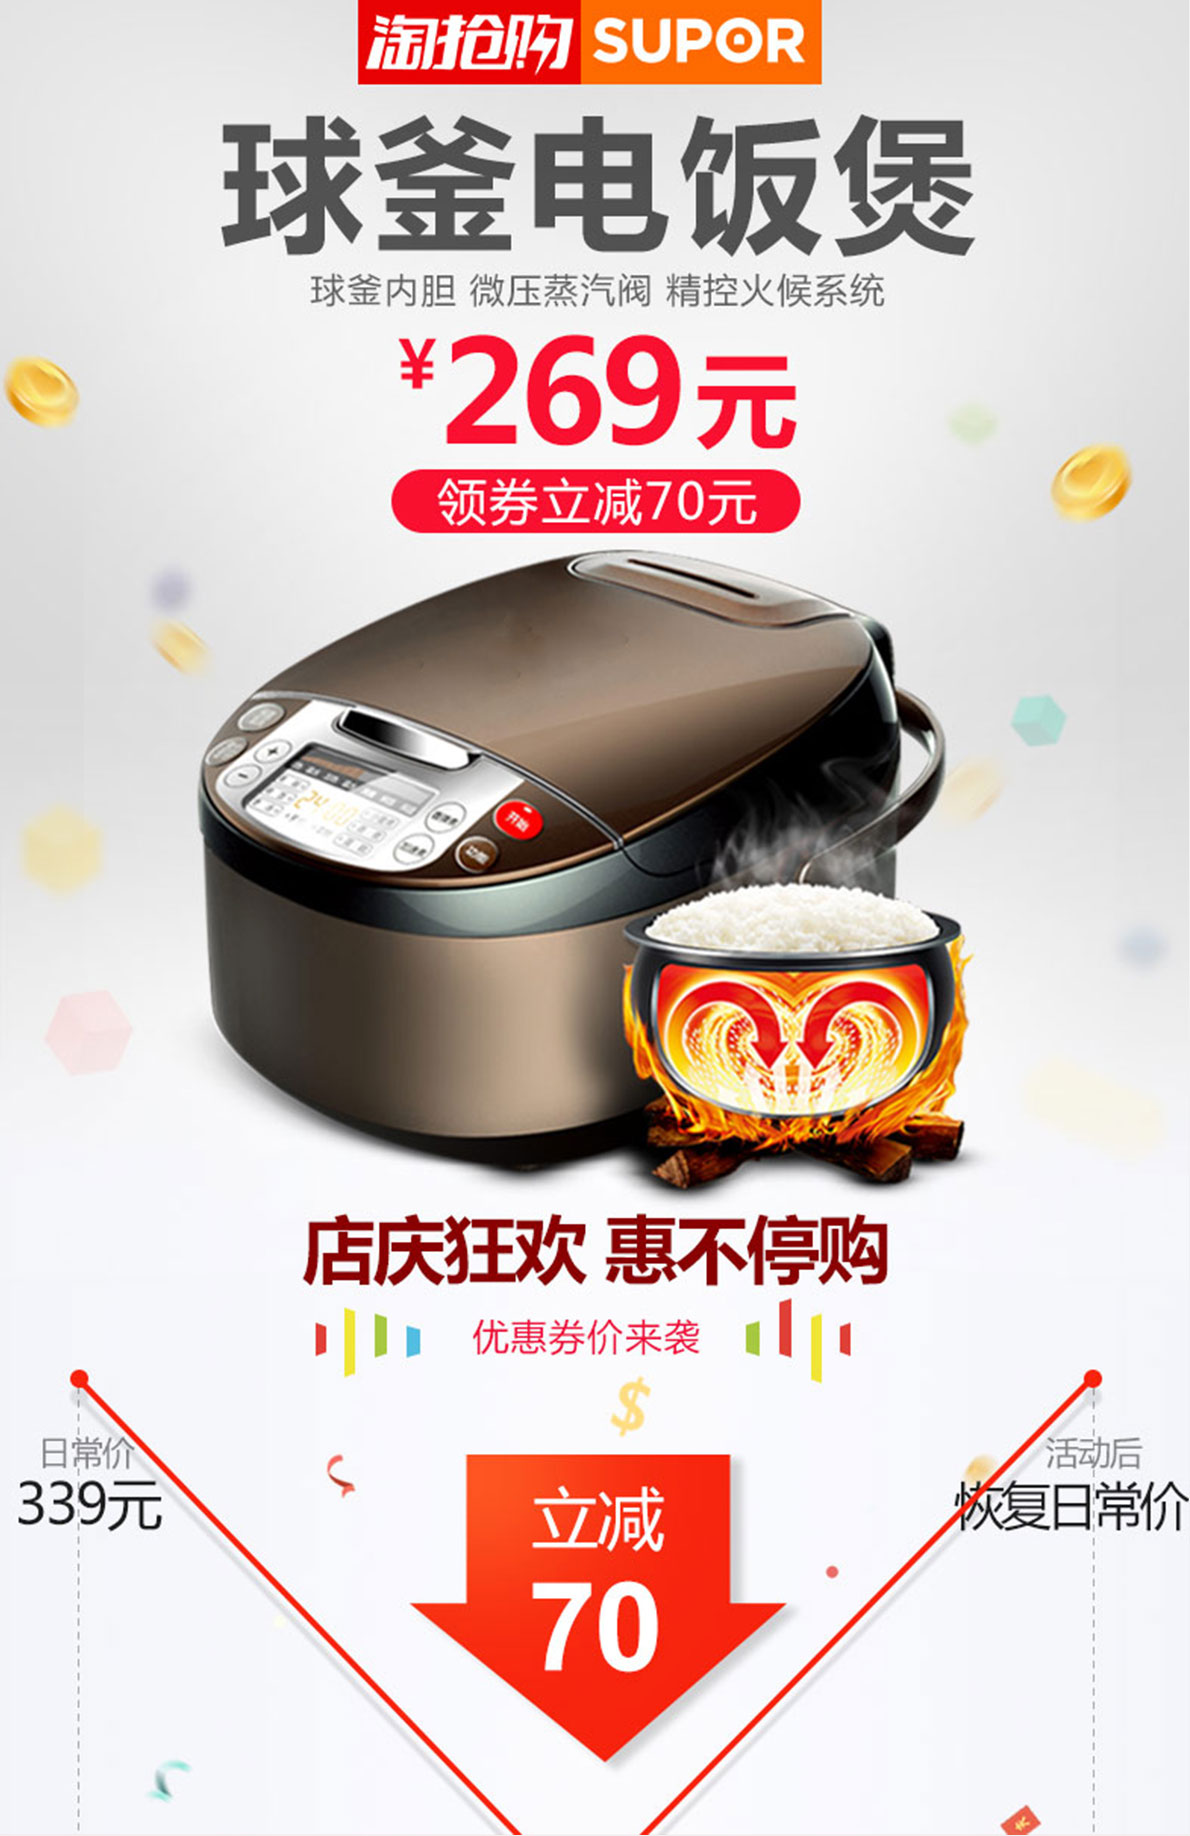 淘抢购 SUPOR
球釜电饭煲
球釜内胆 微压蒸汽阀 精控火候系统
¥269元
领券立减70元
开始
功能
店庆狂欢 惠不停购
优惠券价来袭
$
日常价
339元
活动后
恢复日常价
立减
70